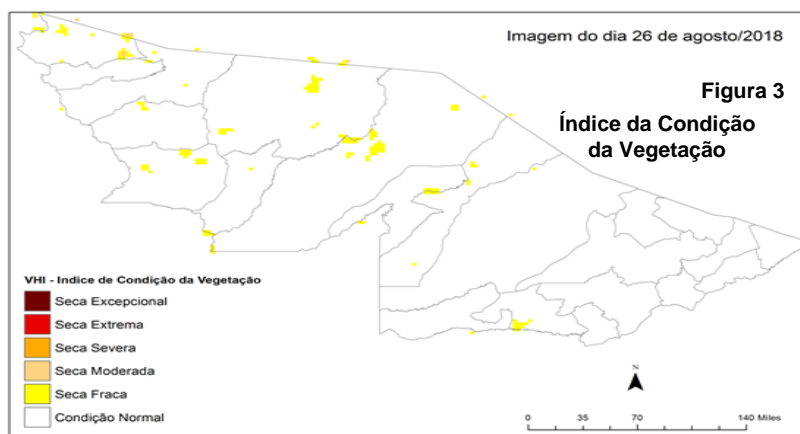 Imagem do dia 26 de agosto/2018
Figura 3
Índice da Condição
da Vegetação
VHI - Indice de Condição da Vegetação
Seca Excepcional
Seca Extrema
Seca Severa
Seca Moderada
Seca Fraca
Condição Normal
N
0 35 70 140 Miles